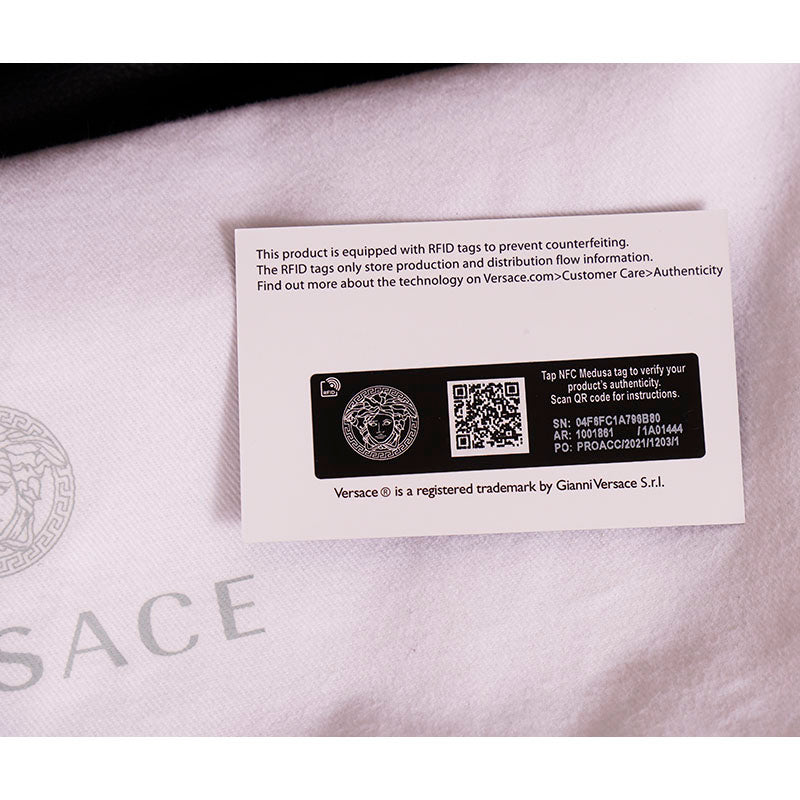 This product is equipped with RFID tags to prevent counterfeiting.
The RFID tags only store production and distribution flow information.
Find out more about the technology on Versace.com>Customer Care>Authenticity
RFID
Tap NFC Medusa tag to verify your
product's authenticity.
Scan QR code for instructions.
SN: 04F6FC1A796B80
AR: 1001861 /1A01444
PO: PROACC/2021/1203/1
Versace ® is a registered trademark by Gianni Versace S.r.l.
SACE